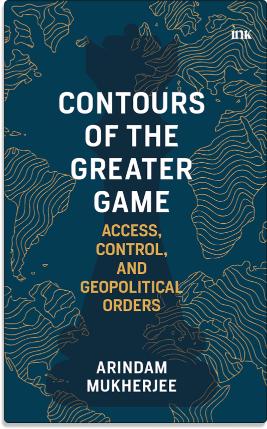 ink
CONTOURS
OF THE
GREATER
GAME
ACCESS,
CONTROL,
AND
GEOPOLITICAL
ORDERS
ARINDAM
MUKHERJEE